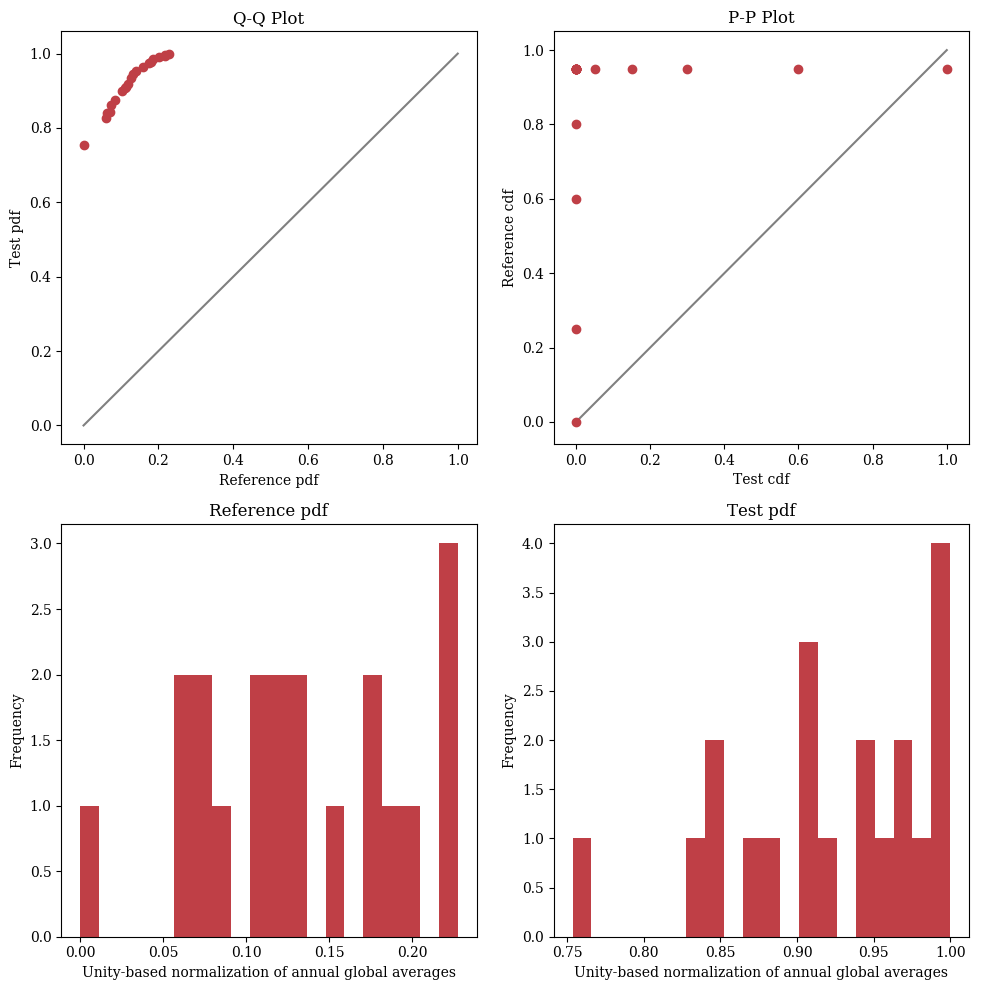 Q-Q Plot
1.0
0.8
0.6
0.4
0.2
0.0
Test pdf
0.0 0.2 0.4 0.6 0.8 1.0
Reference pdf
P-P Plot
1.0
0.8
0.6
0.4
0.2
0.0
Reference cdf
0.0 0.2 0.4 0.6 0.8 1.0
Test cdf
Reference pdf
3.0
2.5
2.0
1.5
1.0
0.5
0.0
Frequency
0.00 0.05 0.10 0.15 0.20
Unity-based normalization of annual global averages
Test pdf
4.0
3.5
3.0
2.5
2.0
1.5
1.0
0.5
0.0
Frequency
0.75 0.80 0.85 0.90 0.95 1.00
Unity-based normalization of annual global averages